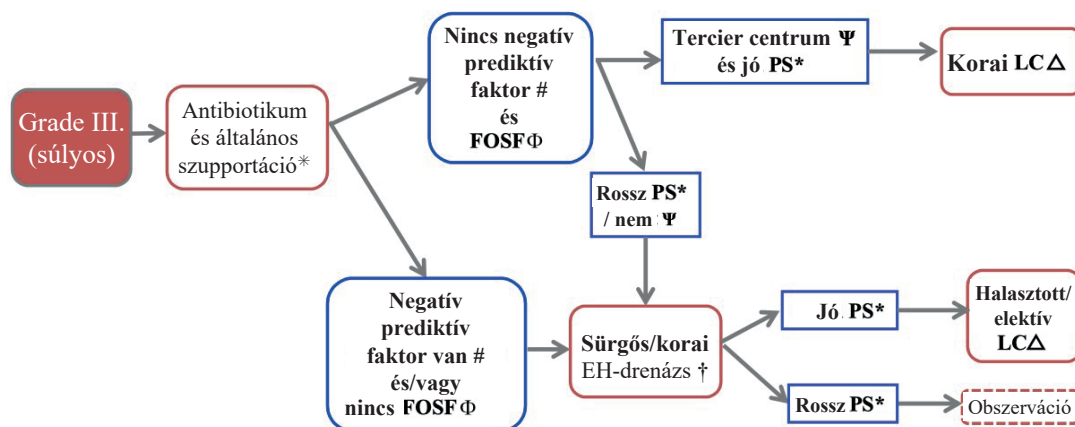 Grade III.
(súlyos)
Antibiotikum
és általános
szupportáció✳
Nincs negatív
prediktív
faktor #
és
FOSFΦ
Tercier centrum Ψ
és jó PS*
Korai LC△
Rossz PS*
/ nem Ψ
Negatív
prediktív
faktor van #
és/vagy
nincs FOSFΦ
Sürgős/korai
EH-drenázs †
Jó PS*
Halasztott/
elektív
LC△
Rossz PS*
Obszerváció